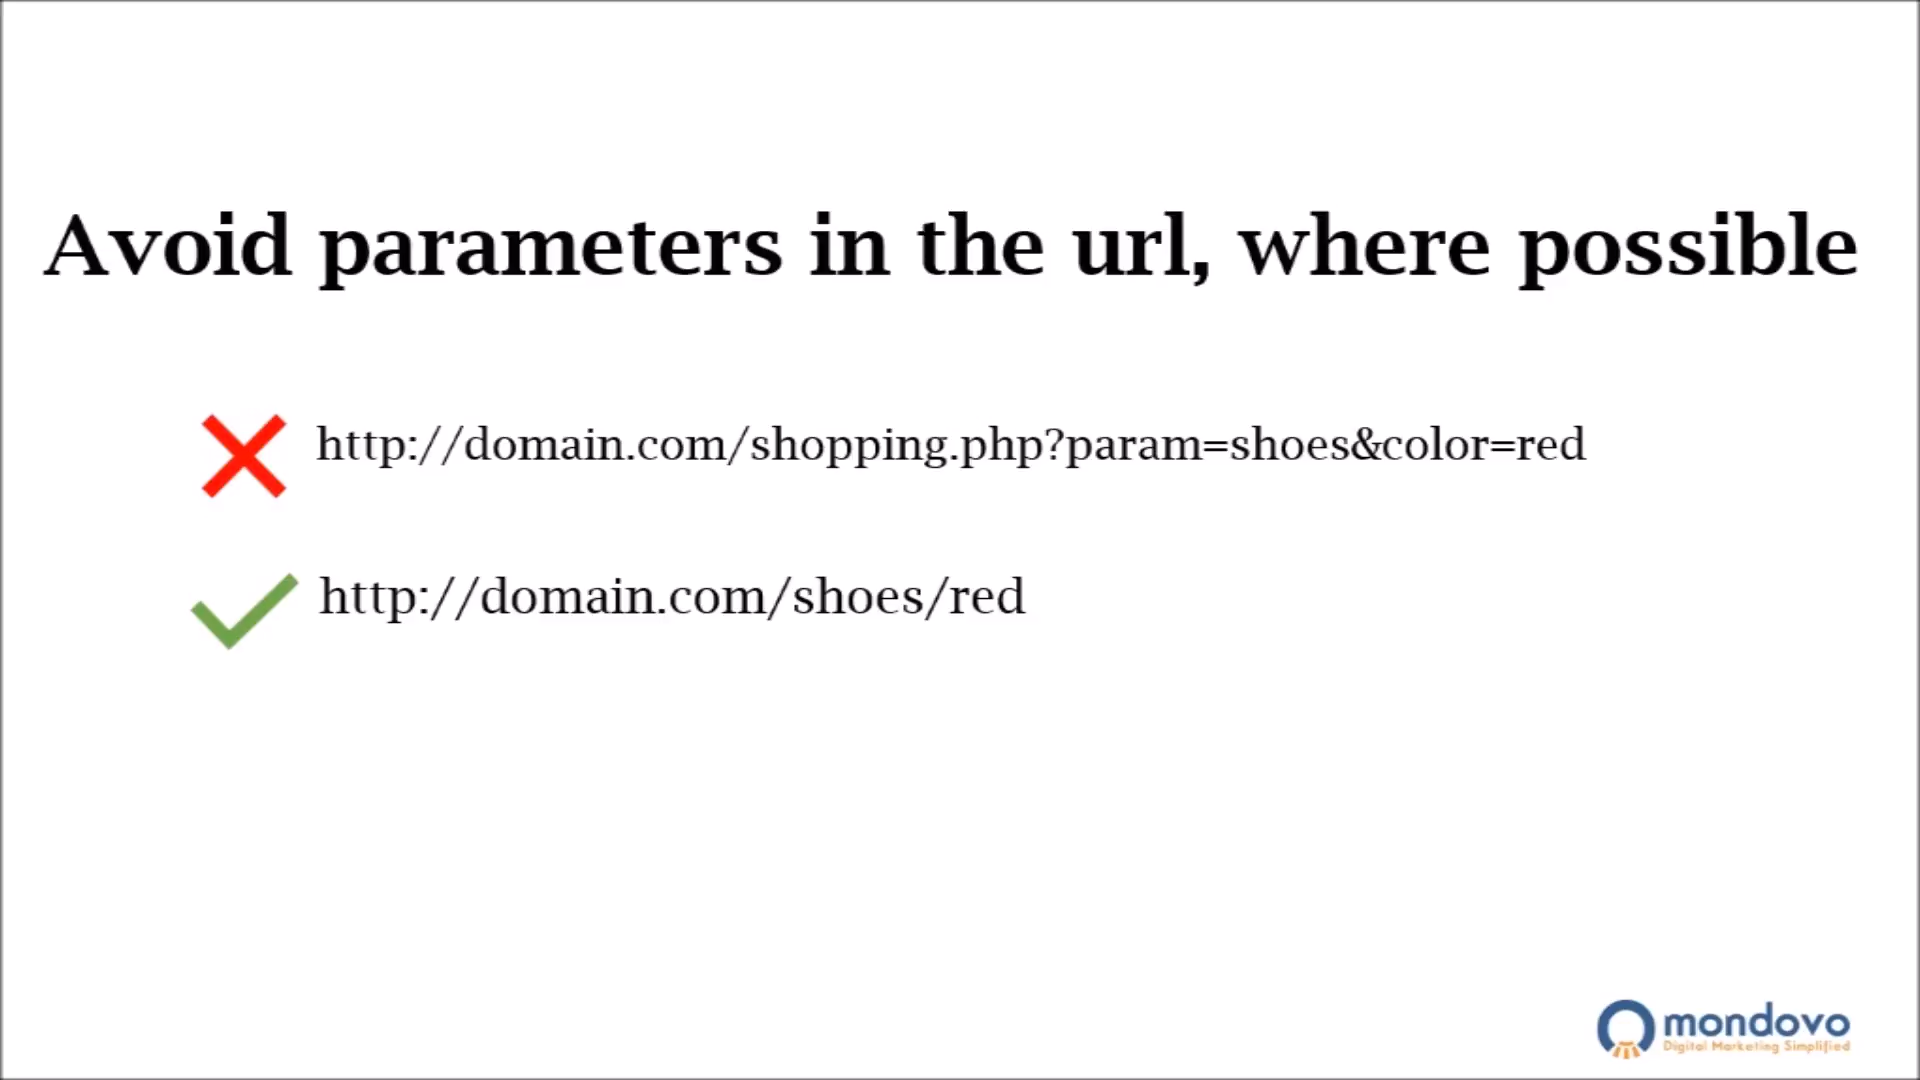 Avoid parameters in the url, where possible
http://domain.com/shopping.php?param=shoes&color=red
http://domain.com/shoes/red
mondovo
Digital Marketing Simplified